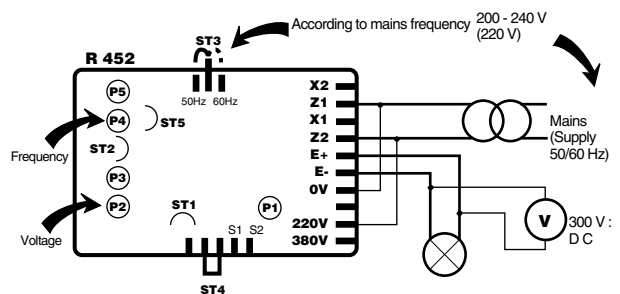 According to mains frequency
200 - 240 V
(220 V)
ST3
R 452
50Hz 60Hz
P5
P4
ST5
Frequency
ST2
P3
P2
Voltage
ST1
P1
S1 S2
ST4
X2
Z1
X1
Z2
E+
E-
0V
220V
380V
Mains
(Supply
50/60 Hz)
V
300 V :
D C